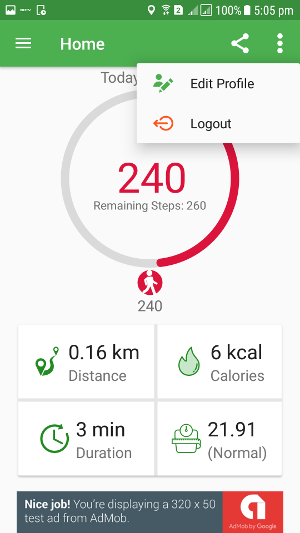 2 100% 5:05 pm
Home
Today
Edit Profile
Logout
240
Remaining Steps: 260
240
0.16 km
Distance
6 kcal
Calories
3 min
Duration
21.91
(Normal)
Nice job! You're displaying a 320 x 50
test ad from AdMob.
AdMob by Google